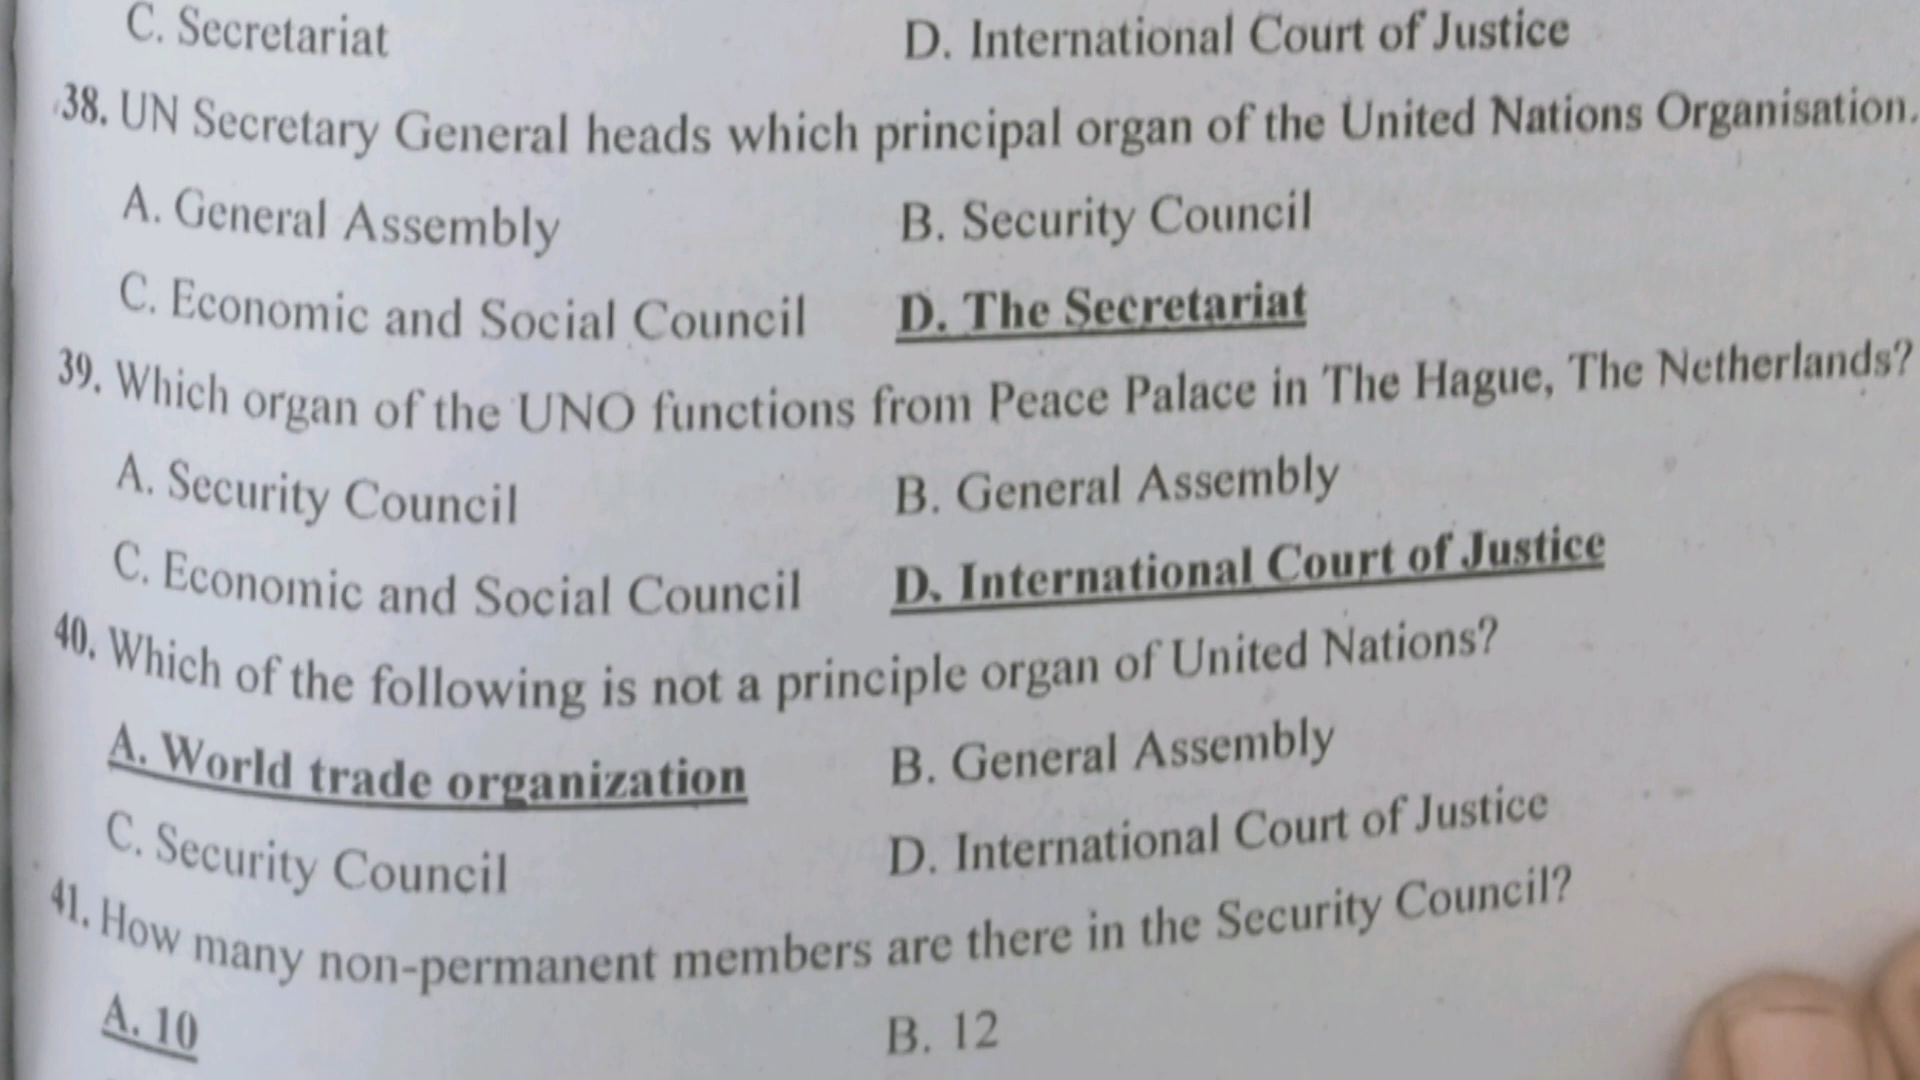 C. Secretariat D. International Court of Justice
38. UN Secretary General heads which principal organ of the United Nations Organisation.
A. General Assembly B. Security Council
C. Economic and Social Council D. The Secretariat
39. Which organ of the UNO functions from Peace Palace in The Hague, The Netherlands?
A. Security Council B. General Assembly
C. Economic and Social Council D. International Court of Justice
40. Which of the following is not a principle organ of United Nations?
A. World trade organization B. General Assembly
C. Security Council D. International Court of Justice
41. How many non-permanent members are there in the Security Council?
A. 10 B. 12